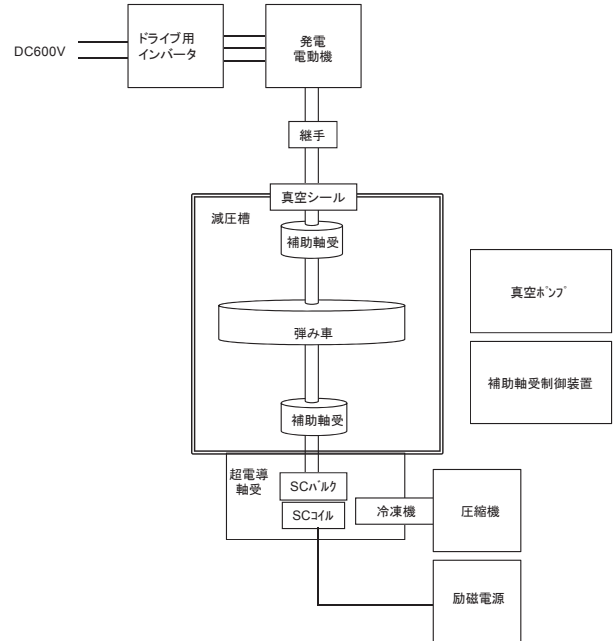 DC600V
ドライブ用
インバータ
発電
電動機
継手
真空シール
減圧槽
補助軸受
真空ﾎﾟﾝﾌﾟ
弾み車
補助軸受制御装置
補助軸受
超電導
軸受
SCﾊﾞﾙｸ
SCｺｲﾙ
冷凍機
圧縮機
励磁電源